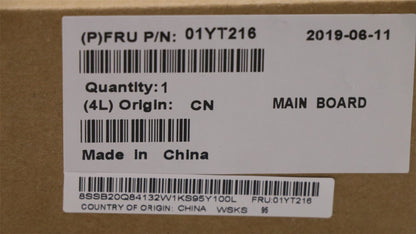 (P)FRU P/N: 01YT216 2019-06-11
Quantity:1
(4L) Origin: CN MAIN BOARD
Made in China
8SSB20Q84132W1KS95Y100L FRU:01YT216
COUNTRY OF ORIGIN: CHINA WSKS 95